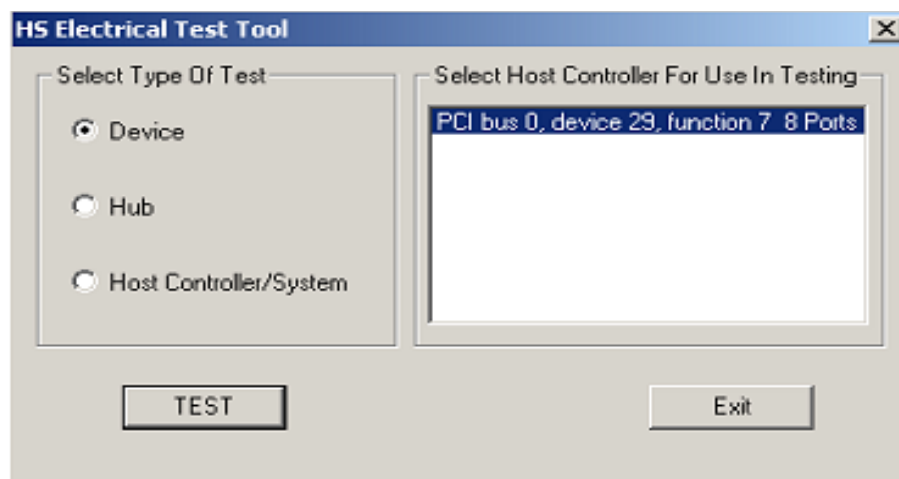 HS Electrical Test Tool
Select Type Of Test
Device
Hub
Host Controller/System
Select Host Controller For Use In Testing
PCI bus 0, device 29, function 7 8 Ports
TEST
Exit